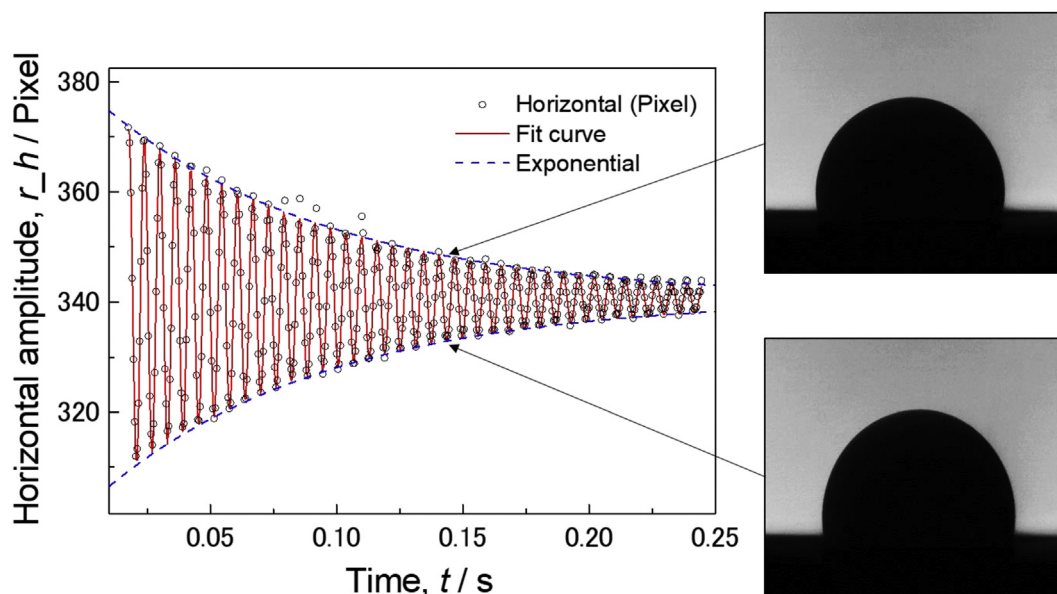 Horizontal amplitude, r_h / Pixel
380
360
340
320
Horizontal (Pixel)
Fit curve
Exponential
0.05
0.10
0.15
0.20
0.25
Time, t / s